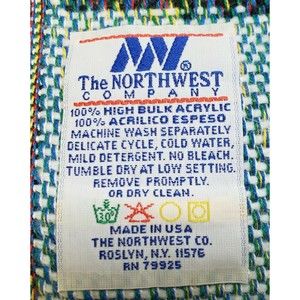 The NORTHWEST
COMPANY
100% HIGH BULK ACRYLIC
100% ACRILICO ESPESO
MACHINE WASH SEPARATELY
DELICATE CYCLE, COLD WATER,
MILD DETERGENT. NO BLEACH.
TUMBLE DRY AT LOW SETTING.
REMOVE PROMPTLY.
OR DRY CLEAN.
MADE IN USA
THE NORTHWEST CO.
ROSLYN, N.Y. 11576
RN 79925